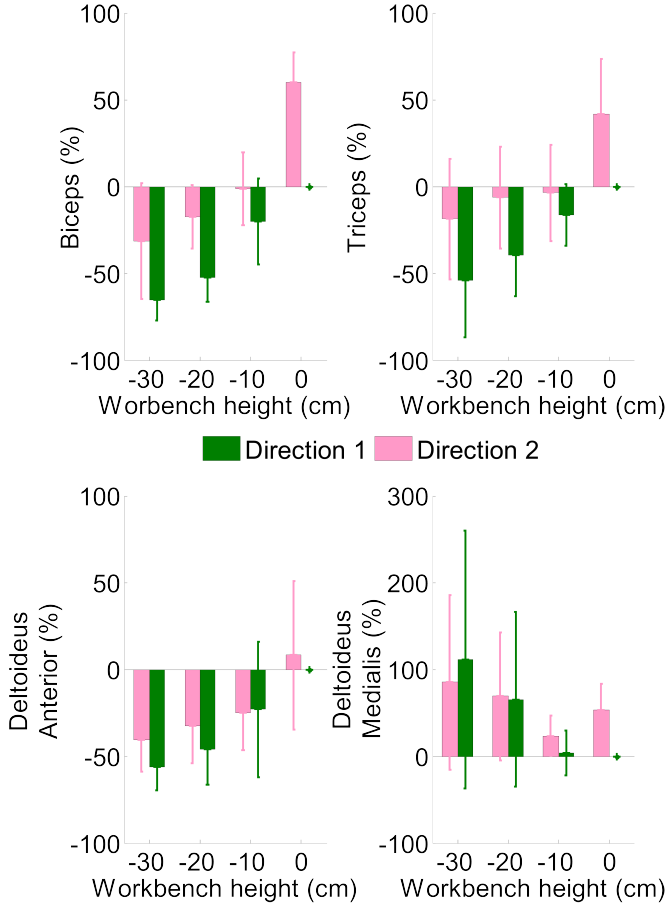 Biceps (%)
100
50
0
-50
-100
-30 -20 -10 0
Worbench height (cm)
Triceps (%)
100
50
0
-50
-100
-30 -20 -10 0
Workbench height (cm)
Direction 1 Direction 2
Deltoideus
Anterior (%)
100
50
0
-50
-100
-30 -20 -10 0
Workbench height (cm)
Deltoideus
Medialis (%)
300
200
100
0
-100
-30 -20 -10 0
Workbench height (cm)